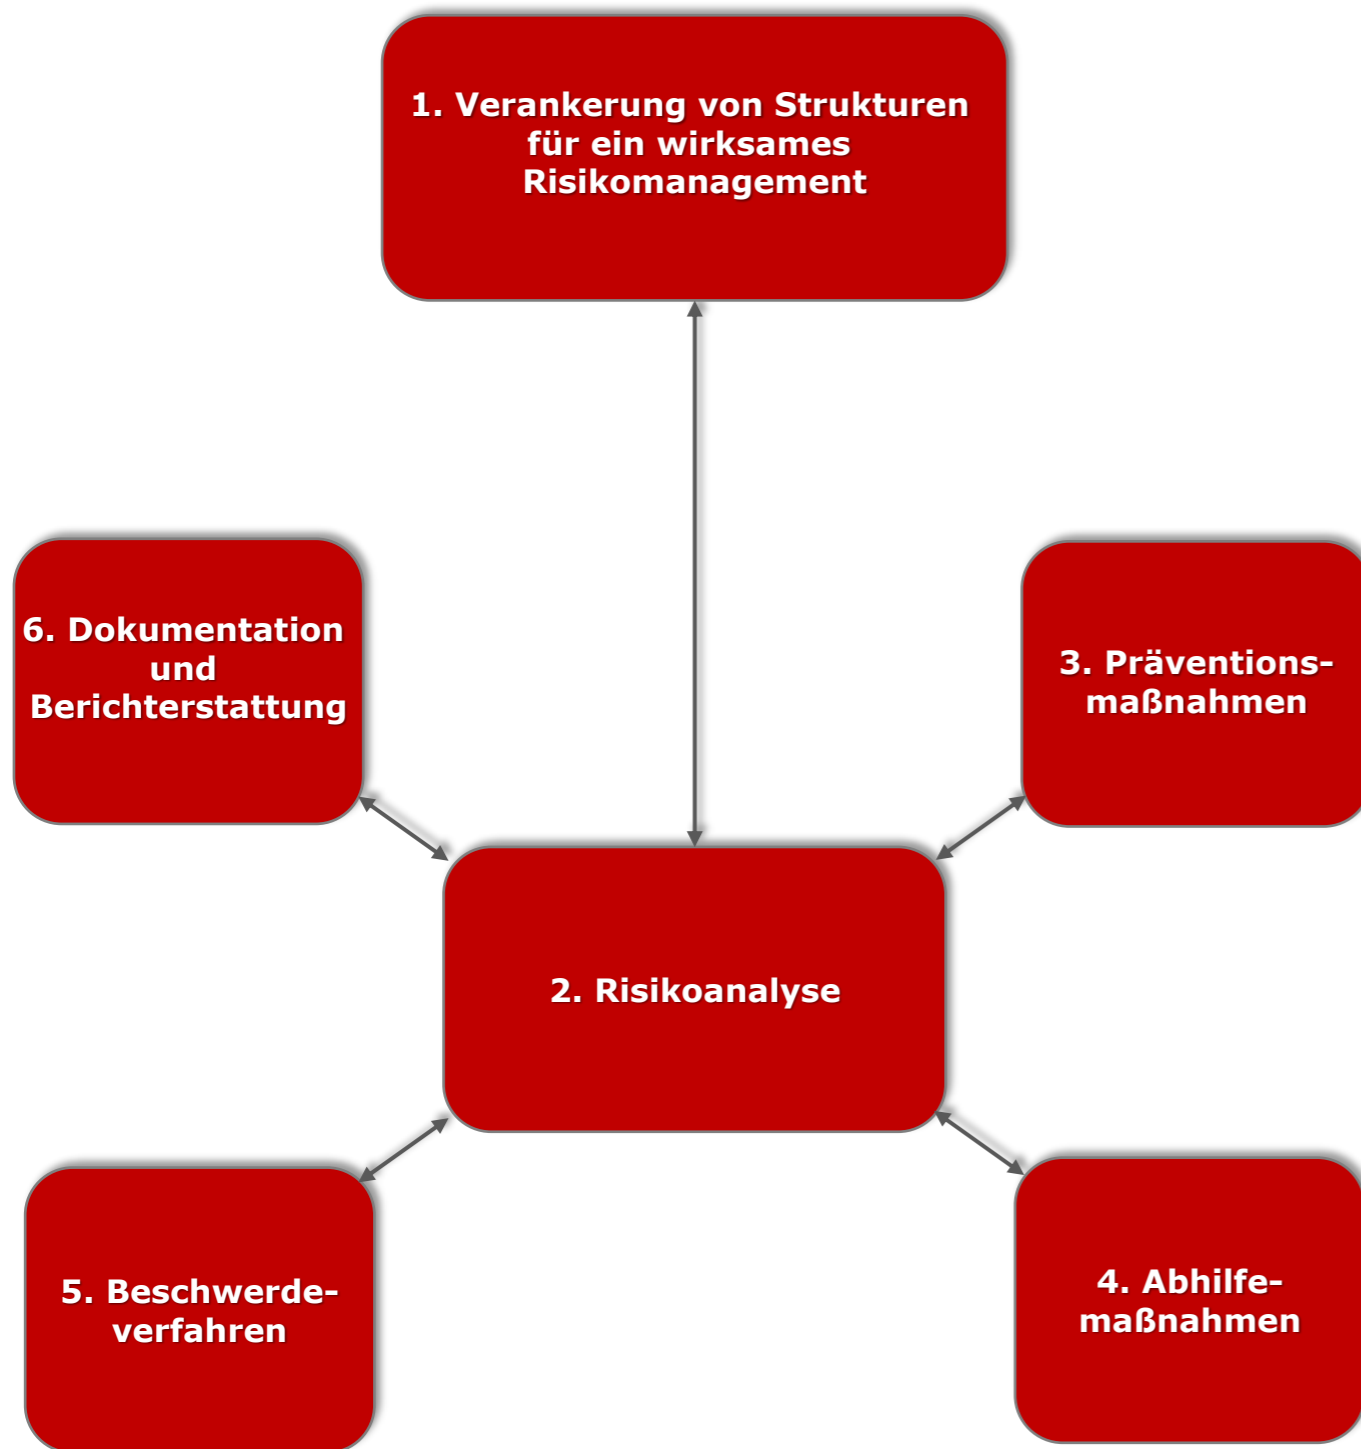 1. Verankerung von Strukturen
für ein wirksames
Risikomanagement
6. Dokumentation
und
Berichterstattung
3. Präventions-
maßnahmen
2. Risikoanalyse
5. Beschwerde-
verfahren
4. Abhilfe-
maßnahmen